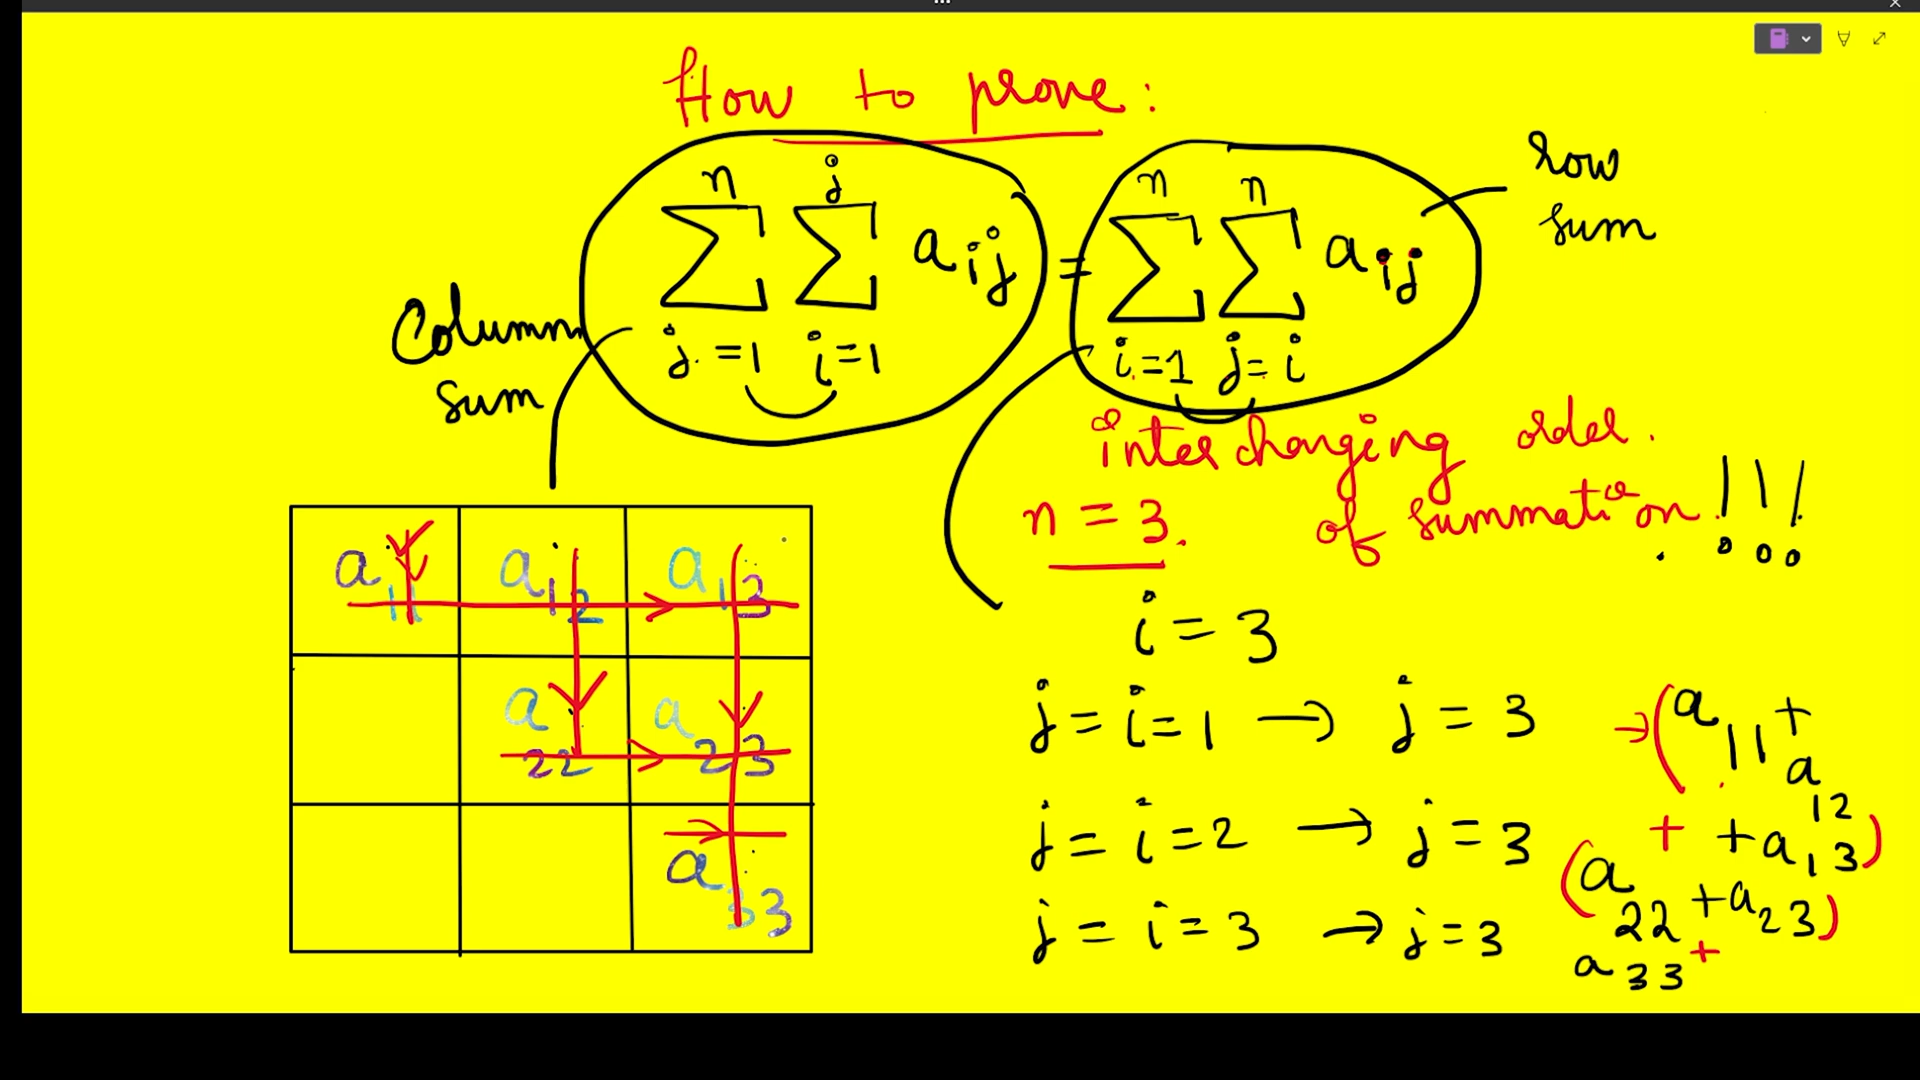 How to prove:
n j n n
∑ ∑ aij = ∑ ∑ aij
j=1 i=1 i=1 j=i
row
sum
Column
sum
interchanging order
of summation !!!
n = 3.
a11 a12 a13
a22 a23
a33
i = 3
j = i = 1 → j = 3 → (a11 +
a12
j = i = 2 → j = 3 + + a13)
(a22 + a23)
j = i = 3 → j = 3 +
a33